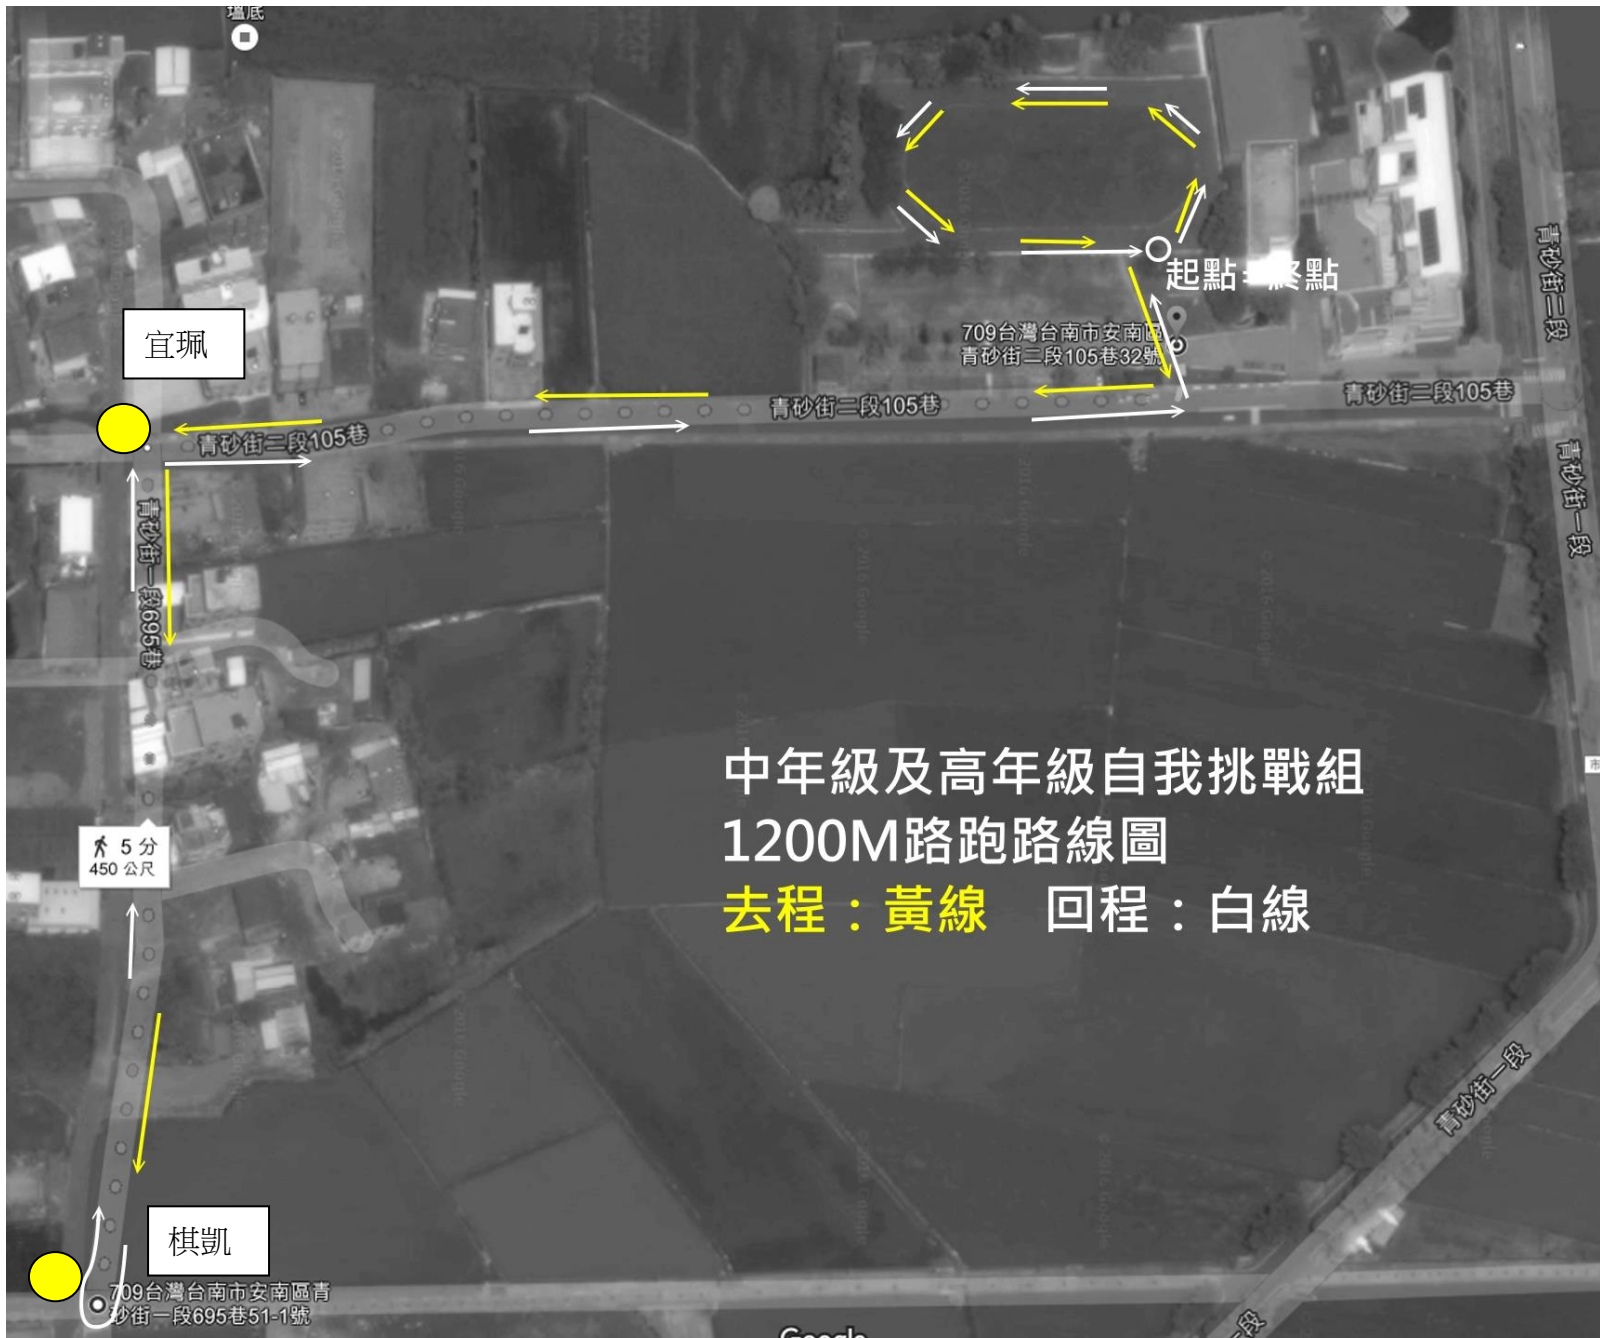 塭底
起點=終點
宜珮
709台灣台南市安南區
青砂街二段105巷32號
青砂街二段105巷
青砂街二段105巷
青砂街二段105巷
青砂街二段
青砂街一段
青砂街一段695巷
中年級及高年級自我挑戰組
1200M路跑路線圖
去程：黃線 回程：白線
市
5 分
450 公尺
青砂街一段
棋凱
709台灣台南市安南區青
砂街一段695巷51-1號
一段
Google